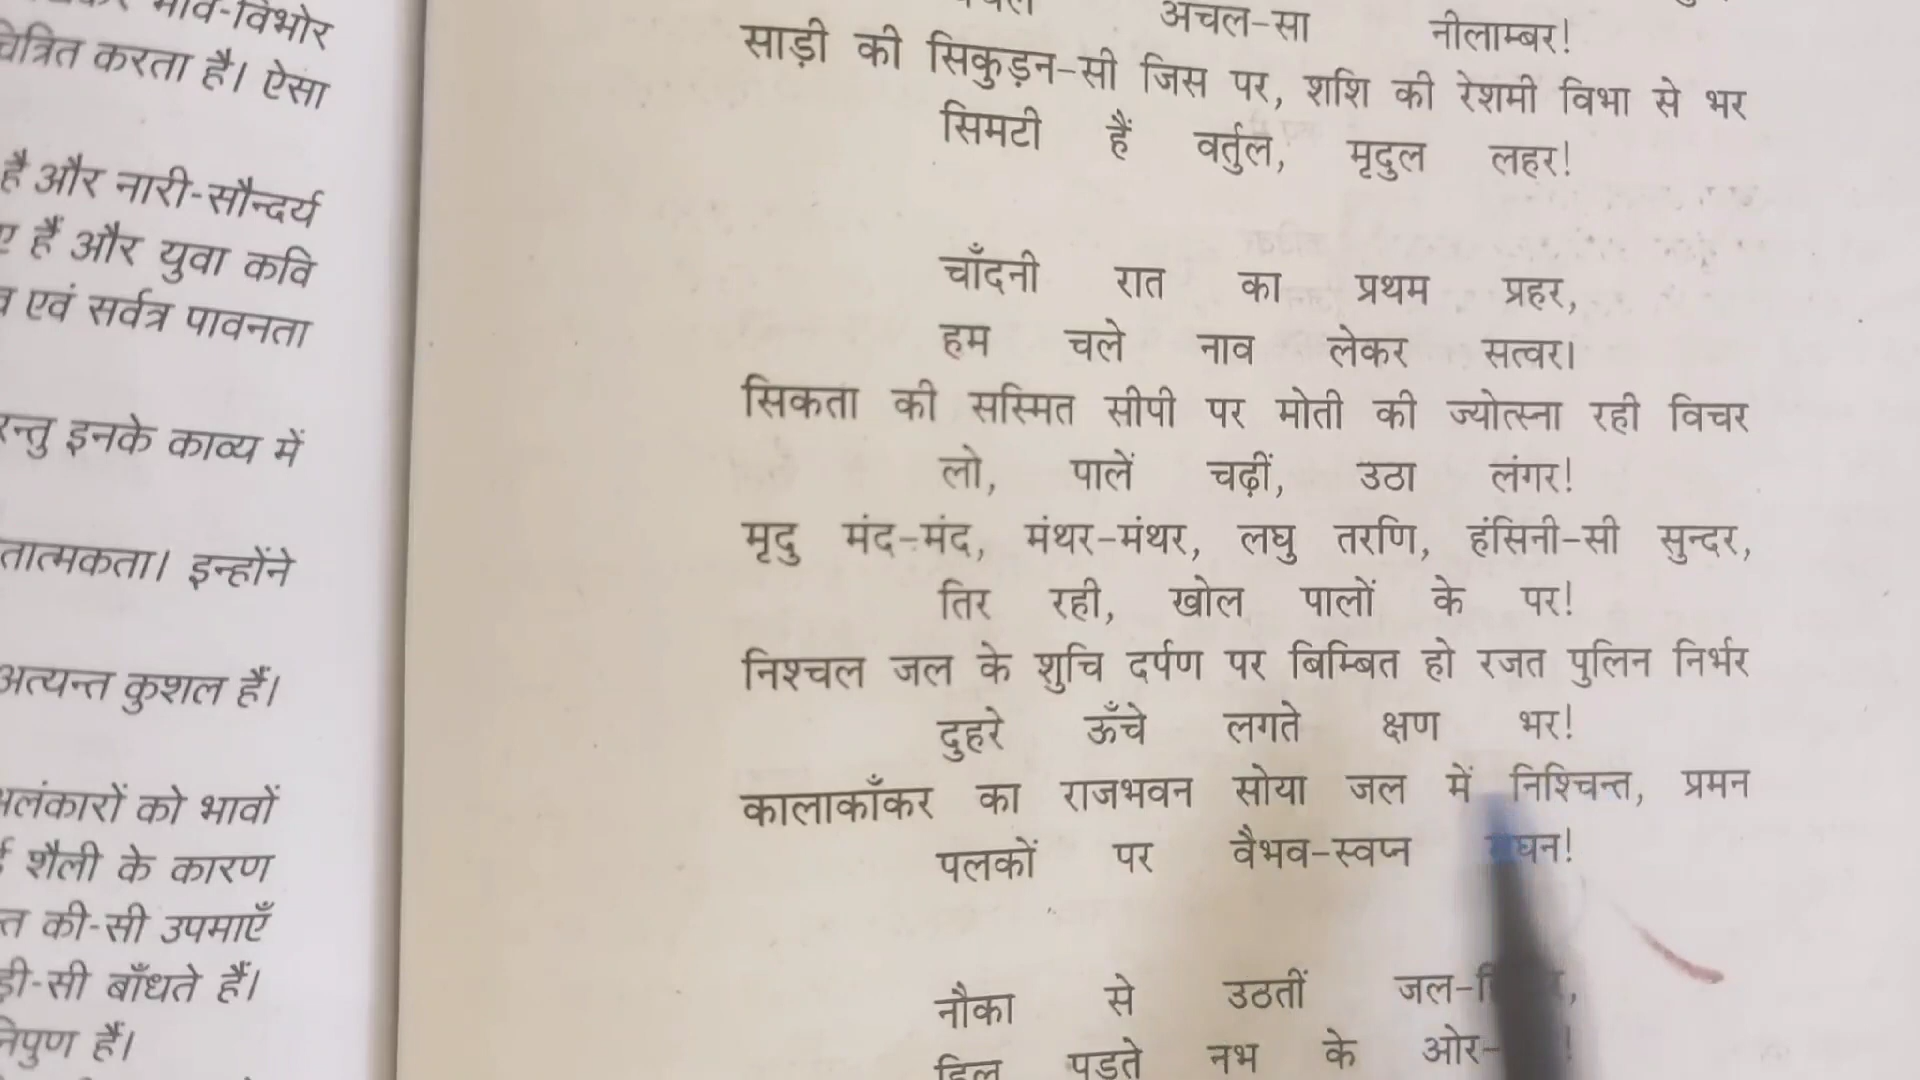 भाव-विभोर
चित्रित करता है। ऐसा
है और नारी-सौन्दर्य
हैं और युवा कवि
एवं सर्वत्र पावनता
इनके काव्य में
इन्होंने
अत्यन्त कुशल हैं।
को भावों
शैली के कारण
की-सी उपमाएँ
बाँधते हैं।
हैं।
अचल-सा नीलाम्बर!
साड़ी की सिकुड़न-सी जिस पर, शशि की रेशमी विभा से भर
सिमटी हैं वर्तुल, मृदुल लहर!
चाँदनी रात का प्रथम प्रहर,
हम चले नाव लेकर सत्वर।
सिकता की सस्मित सीपी पर मोती की ज्योत्स्ना रही विचर
लो, पालें चढ़ीं, उठा लंगर!
मृदु मंद-मंद, मंथर-मंथर, लघु तरणि, हंसिनी-सी सुन्दर,
तिर रही, खोल पालों के पर!
निश्चल जल के शुचि दर्पण पर बिम्बित हो रजत पुलिन निर्भर
दुहरे ऊँचे लगते क्षण भर!
कालाकाँकर का राजभवन सोया जल में निश्चिन्त, प्रमन
पलकों पर वैभव-स्वप्न
नौका से उठतीं
हिल पड़ते नभ के